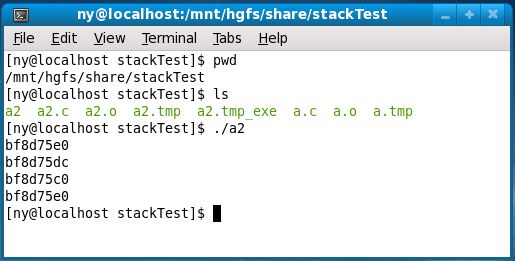 ny@localhost:/mnt/hgfs/share/stackTest
File Edit View Terminal Tabs Help
[ny@localhost stackTest]$ pwd
/mnt/hgfs/share/stackTest
[ny@localhost stackTest]$ ls
a2 a2.c a2.o a2.tmp a2.tmp_exe a.c a.o a.tmp
[ny@localhost stackTest]$ ./a2
bf8d75e0
bf8d75dc
bf8d75c0
bf8d75e0
[ny@localhost stackTest]$